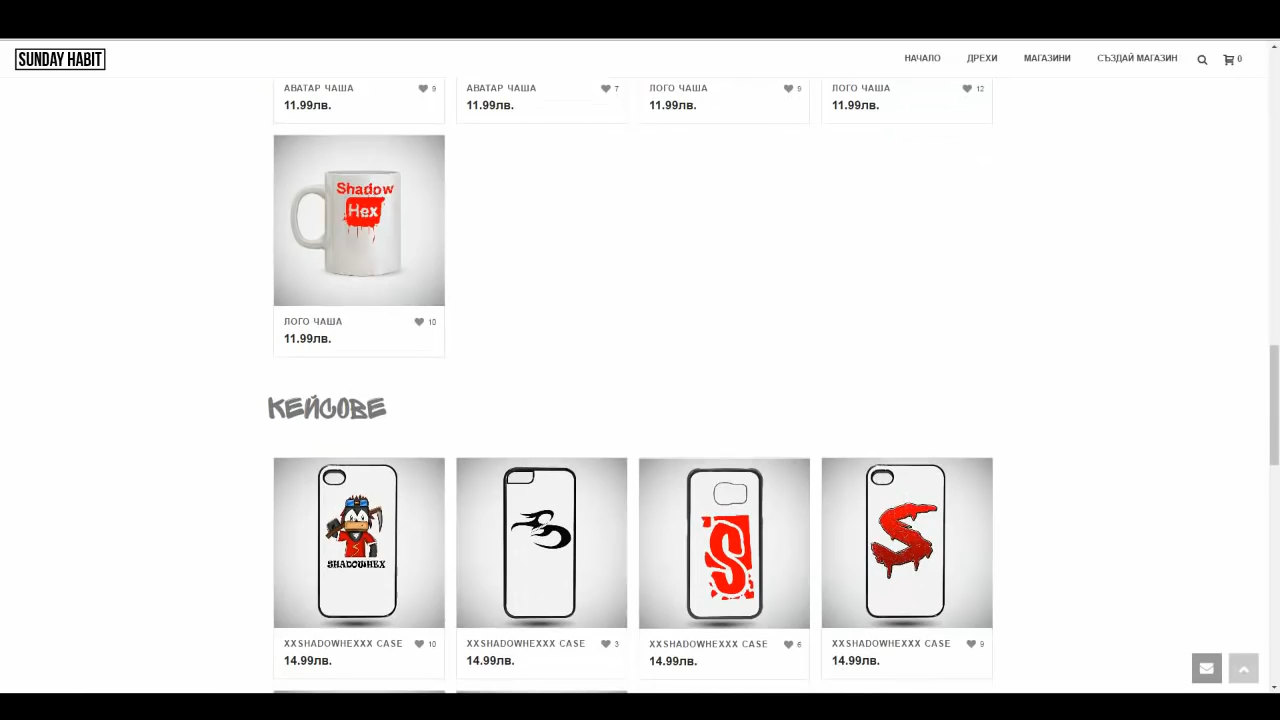 SUNDAY HABIT
НАЧАЛО ДРЕХИ МАГАЗИНИ СЪЗДАЙ МАГАЗИН 0
АВАТАР ЧАША 9 АВАТАР ЧАША 7 ЛОГО ЧАША 9 ЛОГО ЧАША 12
11.99лв. 11.99лв. 11.99лв. 11.99лв.
Shadow
Hex
ЛОГО ЧАША 10
11.99лв.
КЕЙСОВЕ
S S
SHADOWHEX
XXSHADOWHEXXX CASE 10 XXSHADOWHEXXX CASE 3 XXSHADOWHEXXX CASE 6 XXSHADOWHEXXX CASE 9
14.99лв. 14.99лв. 14.99лв. 14.99лв.